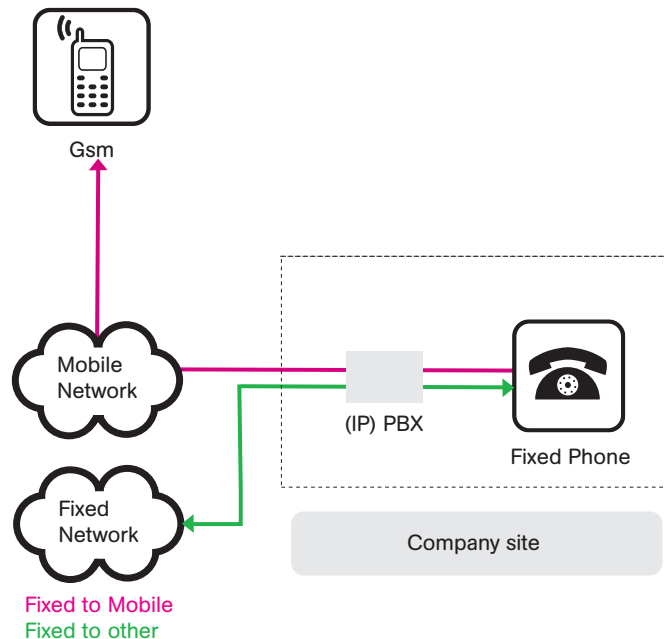 Gsm
Mobile
Network
(IP) PBX
Fixed Phone
Fixed
Network
Company site
Fixed to Mobile
Fixed to other